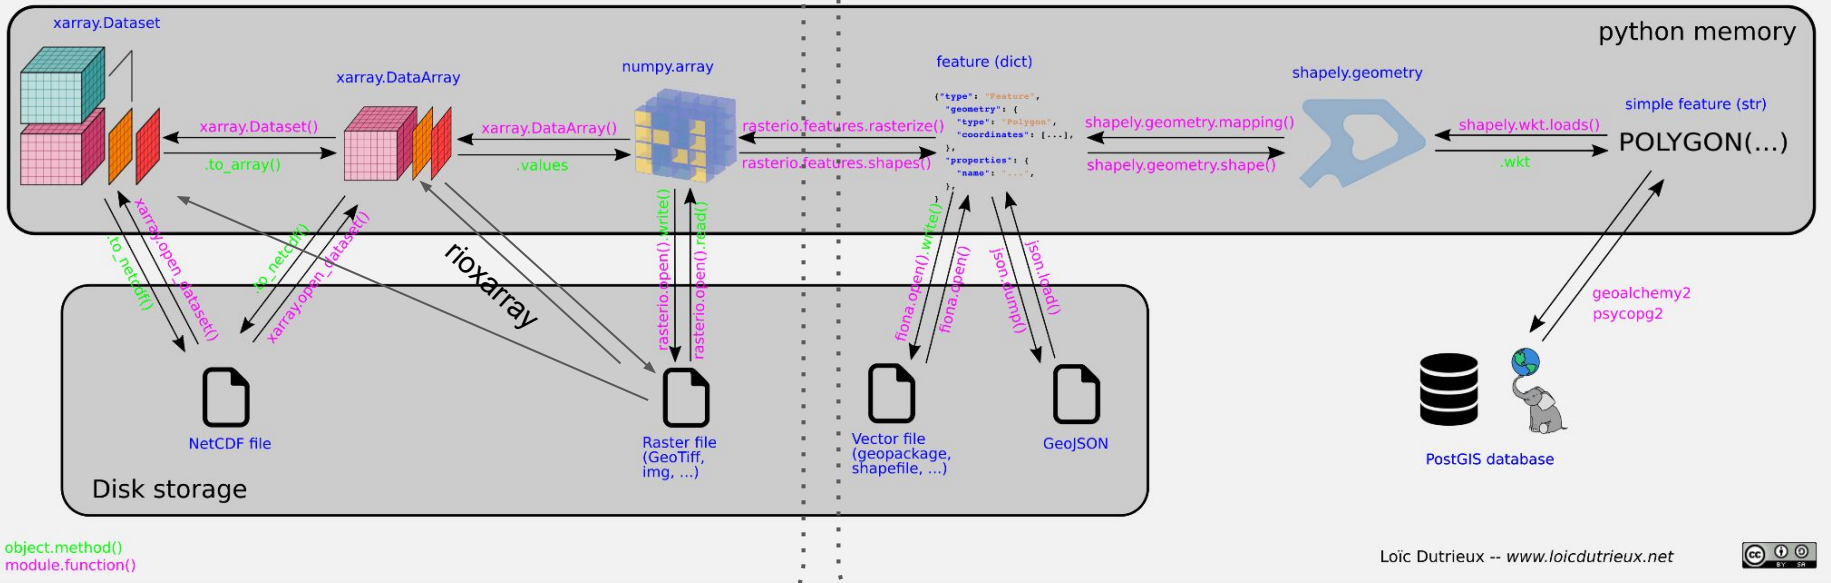 xarray.Dataset
python memory
numpy.array
feature (dict)
xarray.DataArray
shapely.geometry
simple feature (str)
{"type": "Feature",
"geometry": {
"type": "Polygon",
"coordinates": [...],
},
"properties": {
"name": "...",
},
}
xarray.Dataset()
.to_array()
xarray.DataArray()
.values
rasterio.features.rasterize()
rasterio.features.shapes()
shapely.geometry.mapping()
shapely.geometry.shape()
shapely.wkt.loads()
.wkt
POLYGON(...)
.to_netcdf()
xarray.open_dataset()
.to_netcdf()
xarray.open_dataset()
rioxarray
rasterio.open().write()
rasterio.open().read()
fiona.open().write()
fiona.open()
json.dump()
json.load()
geoalchemy2
psycopg2
NetCDF file
Raster file
(GeoTiff,
img, ...)
Vector file
(geopackage,
shapefile, ...)
GeoJSON
PostGIS database
Disk storage
object.method()
module.function()
Loïc Dutrieux -- www.loicdutrieux.net
cc
BY SA